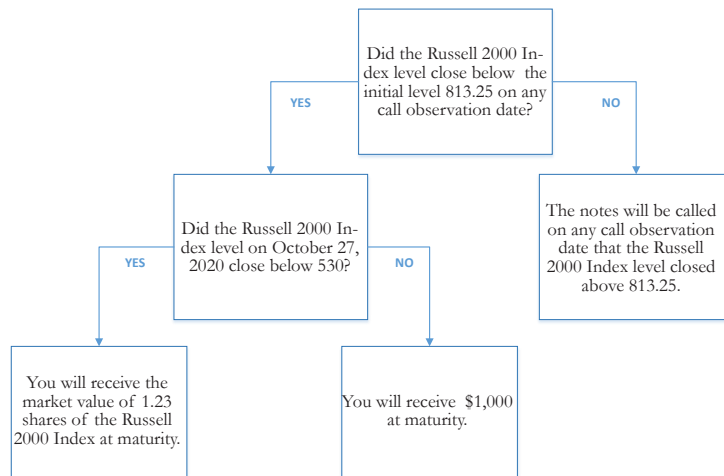 Did the Russell 2000 In-
dex level close below the
initial level 813.25 on any
call observation date?
YES
NO
Did the Russell 2000 In-
dex level on October 27,
2020 close below 530?
The notes will be called
on any call observation
date that the Russell
2000 Index level closed
above 813.25.
YES
NO
You will receive the
market value of 1.23
shares of the Russell
2000 Index at maturity.
You will receive $1,000
at maturity.